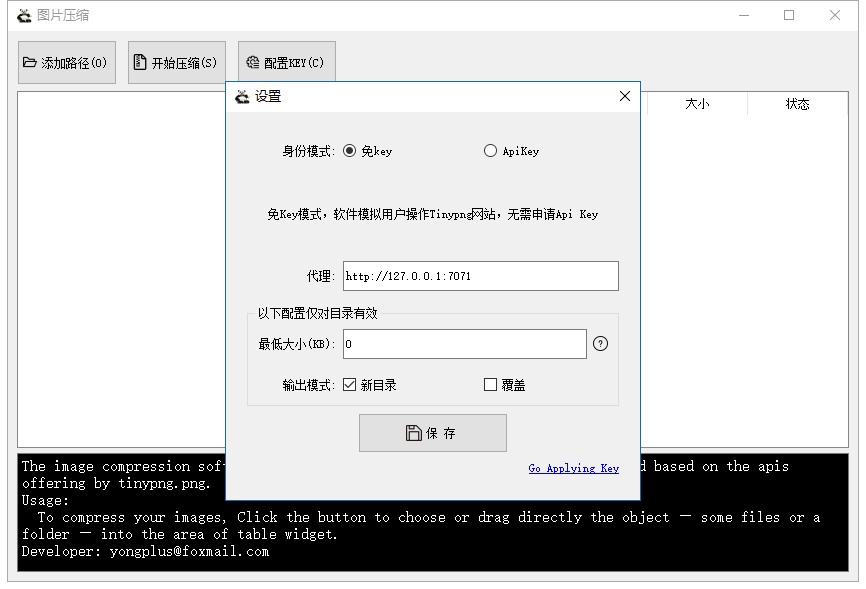 图片压缩
添加路径(O) 开始压缩(S) 配置KEY(C)
大小 状态
设置
身份模式: 免key ApiKey
免Key模式，软件模拟用户操作Tinypng网站，无需申请Api Key
代理: http://127.0.0.1:7071
以下配置仅对目录有效
最低大小(KB): 0 ?
输出模式: 新目录 覆盖
保 存
Go Applying Key
The image compression sof d based on the apis
offering by tinypng.png.
Usage:
To compress your images, Click the button to choose or drag directly the object — some files or a
folder — into the area of table widget.
Developer: yongplus@foxmail.com